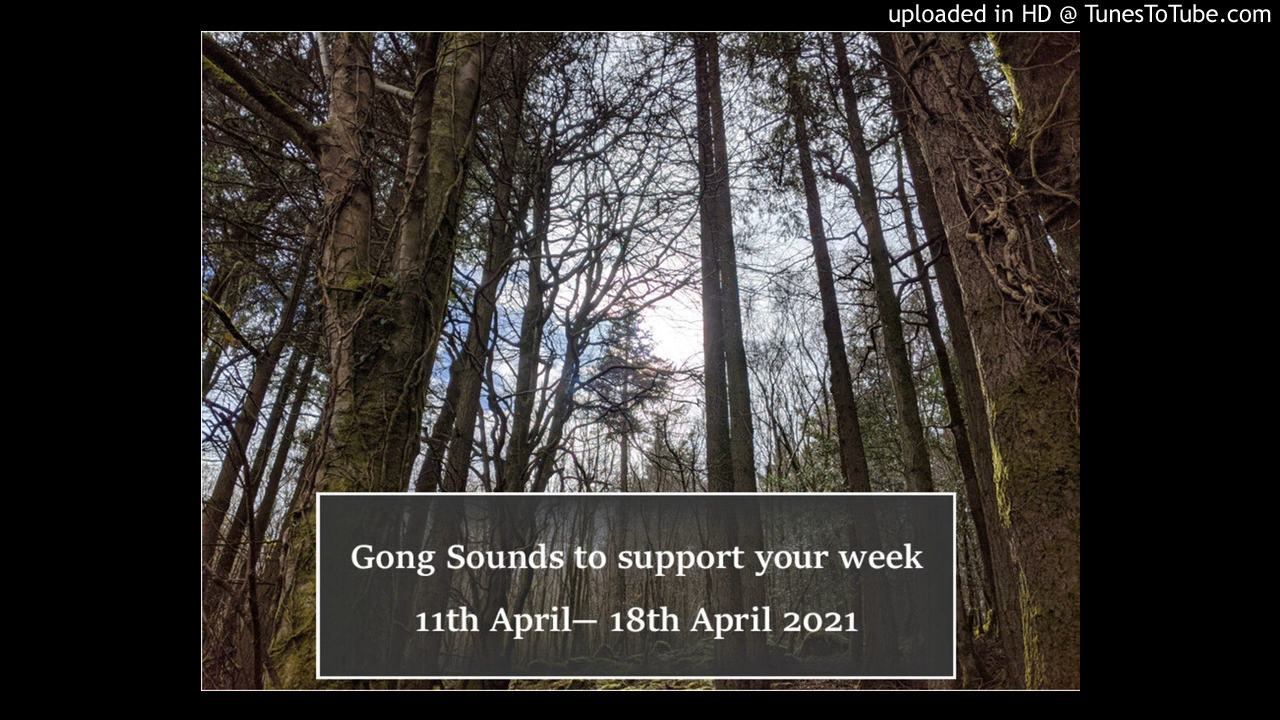 uploaded in HD @ TunesToTube.com
Gong Sounds to support your week
11th April— 18th April 2021